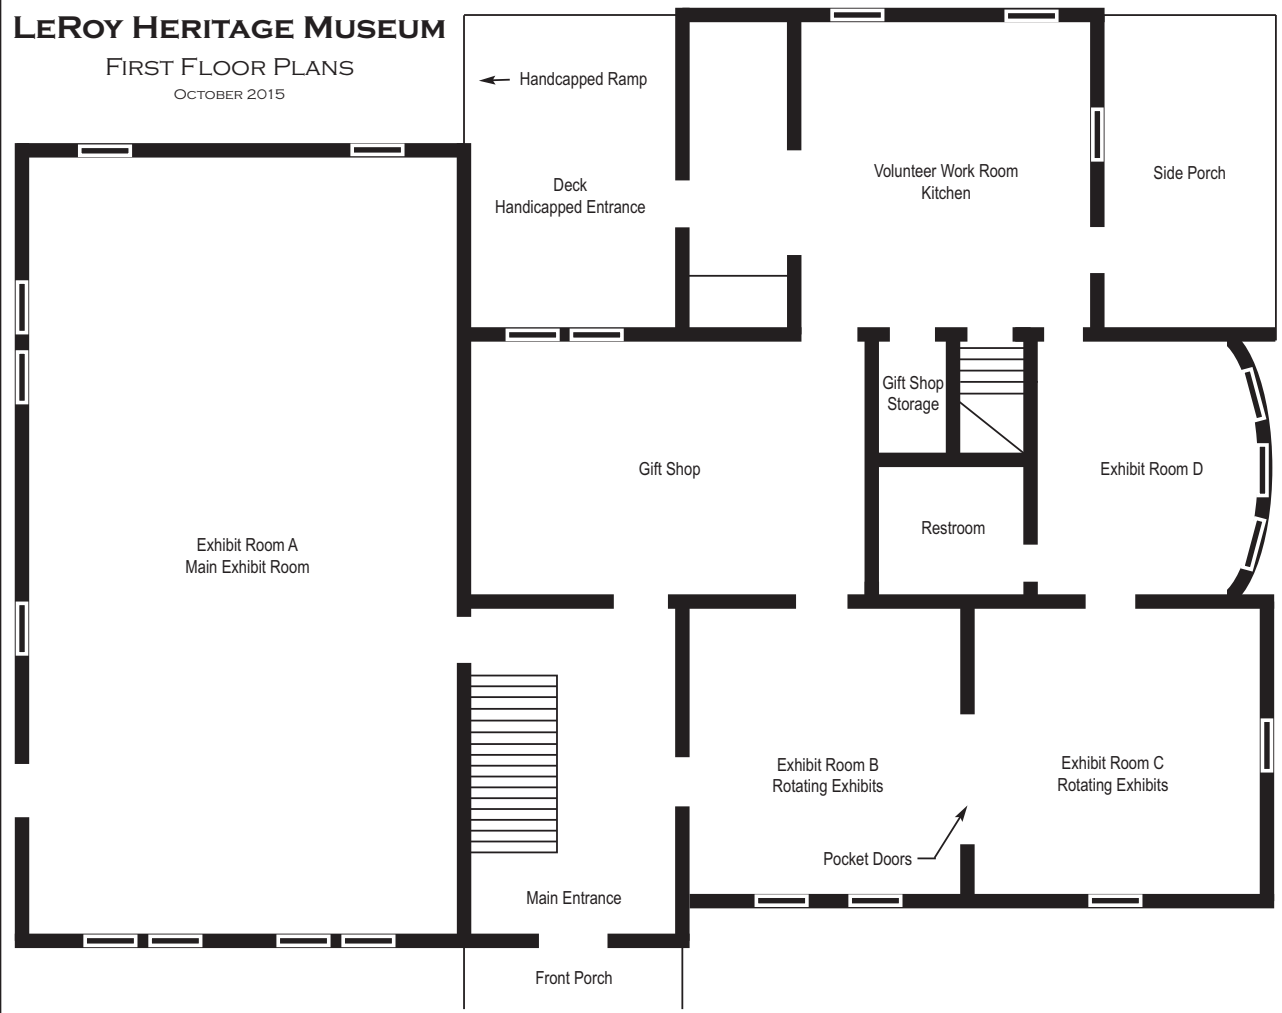 LeRoy Heritage Museum
First Floor Plans
October 2015
Handcapped Ramp
Deck
Handicapped Entrance
Volunteer Work Room
Kitchen
Side Porch
Gift Shop
Storage
Gift Shop
Exhibit Room D
Restroom
Exhibit Room A
Main Exhibit Room
Exhibit Room B
Rotating Exhibits
Exhibit Room C
Rotating Exhibits
Pocket Doors
Main Entrance
Front Porch